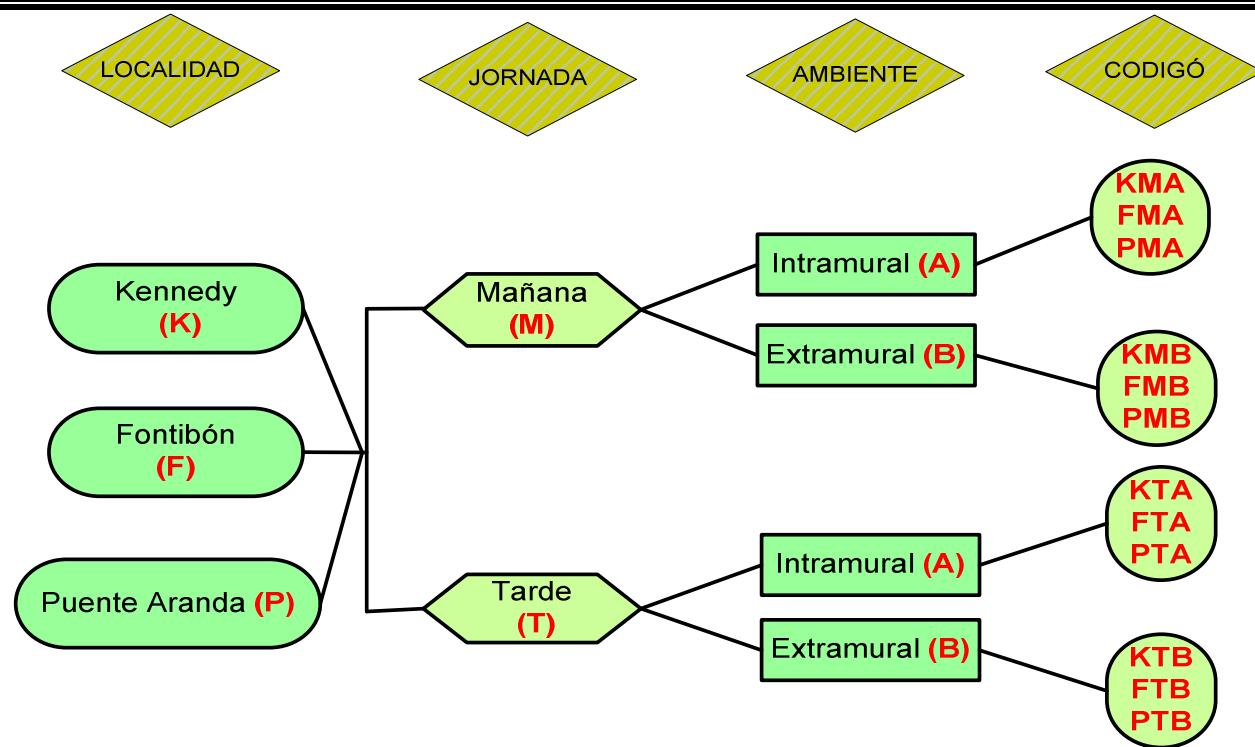 LOCALIDAD
JORNADA
AMBIENTE
CODIGÓ
Kennedy
(K)
Fontibón
(F)
Puente Aranda (P)
Mañana
(M)
Tarde
(T)
Intramural (A)
Extramural (B)
Intramural (A)
Extramural (B)
KMA
FMA
PMA
KMB
FMB
PMB
KTA
FTA
PTA
KTB
FTB
PTB